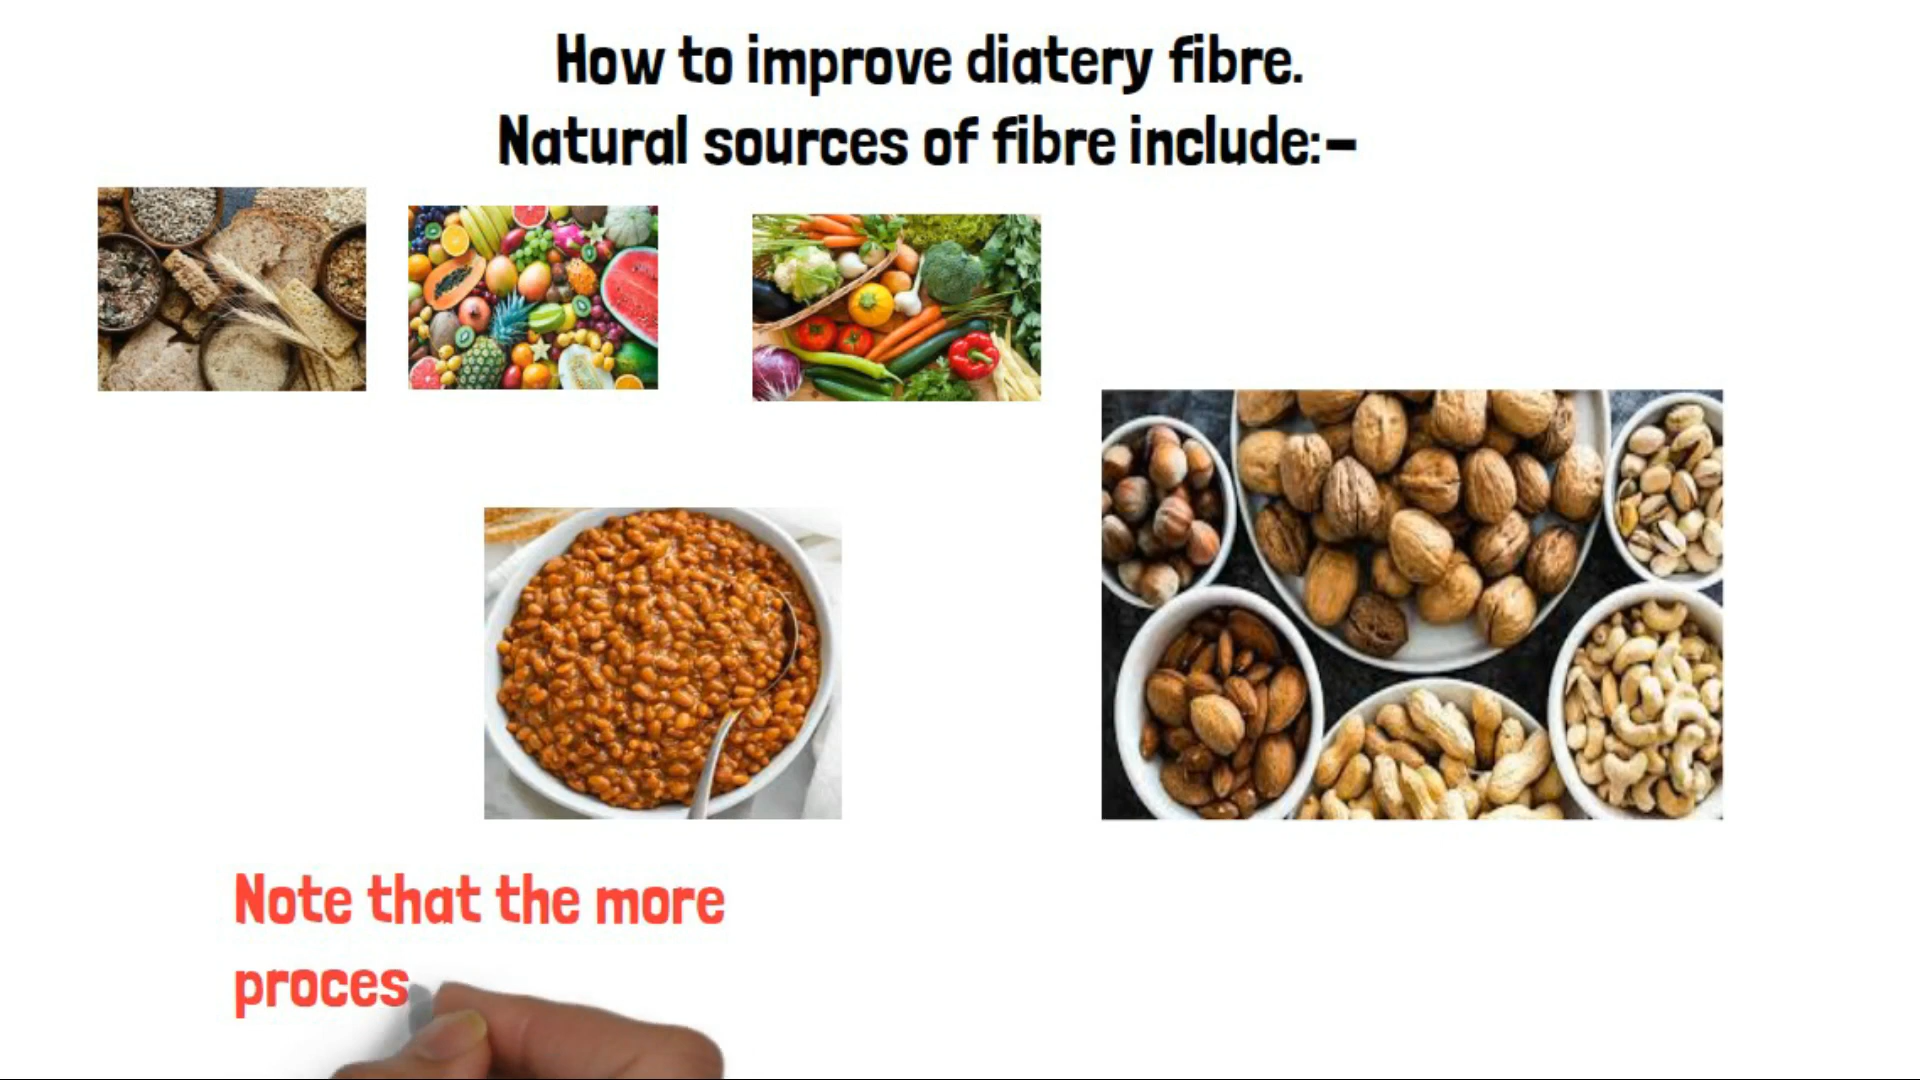 How to improve diatery fibre.
Natural sources of fibre include:-
Note that the more
proces